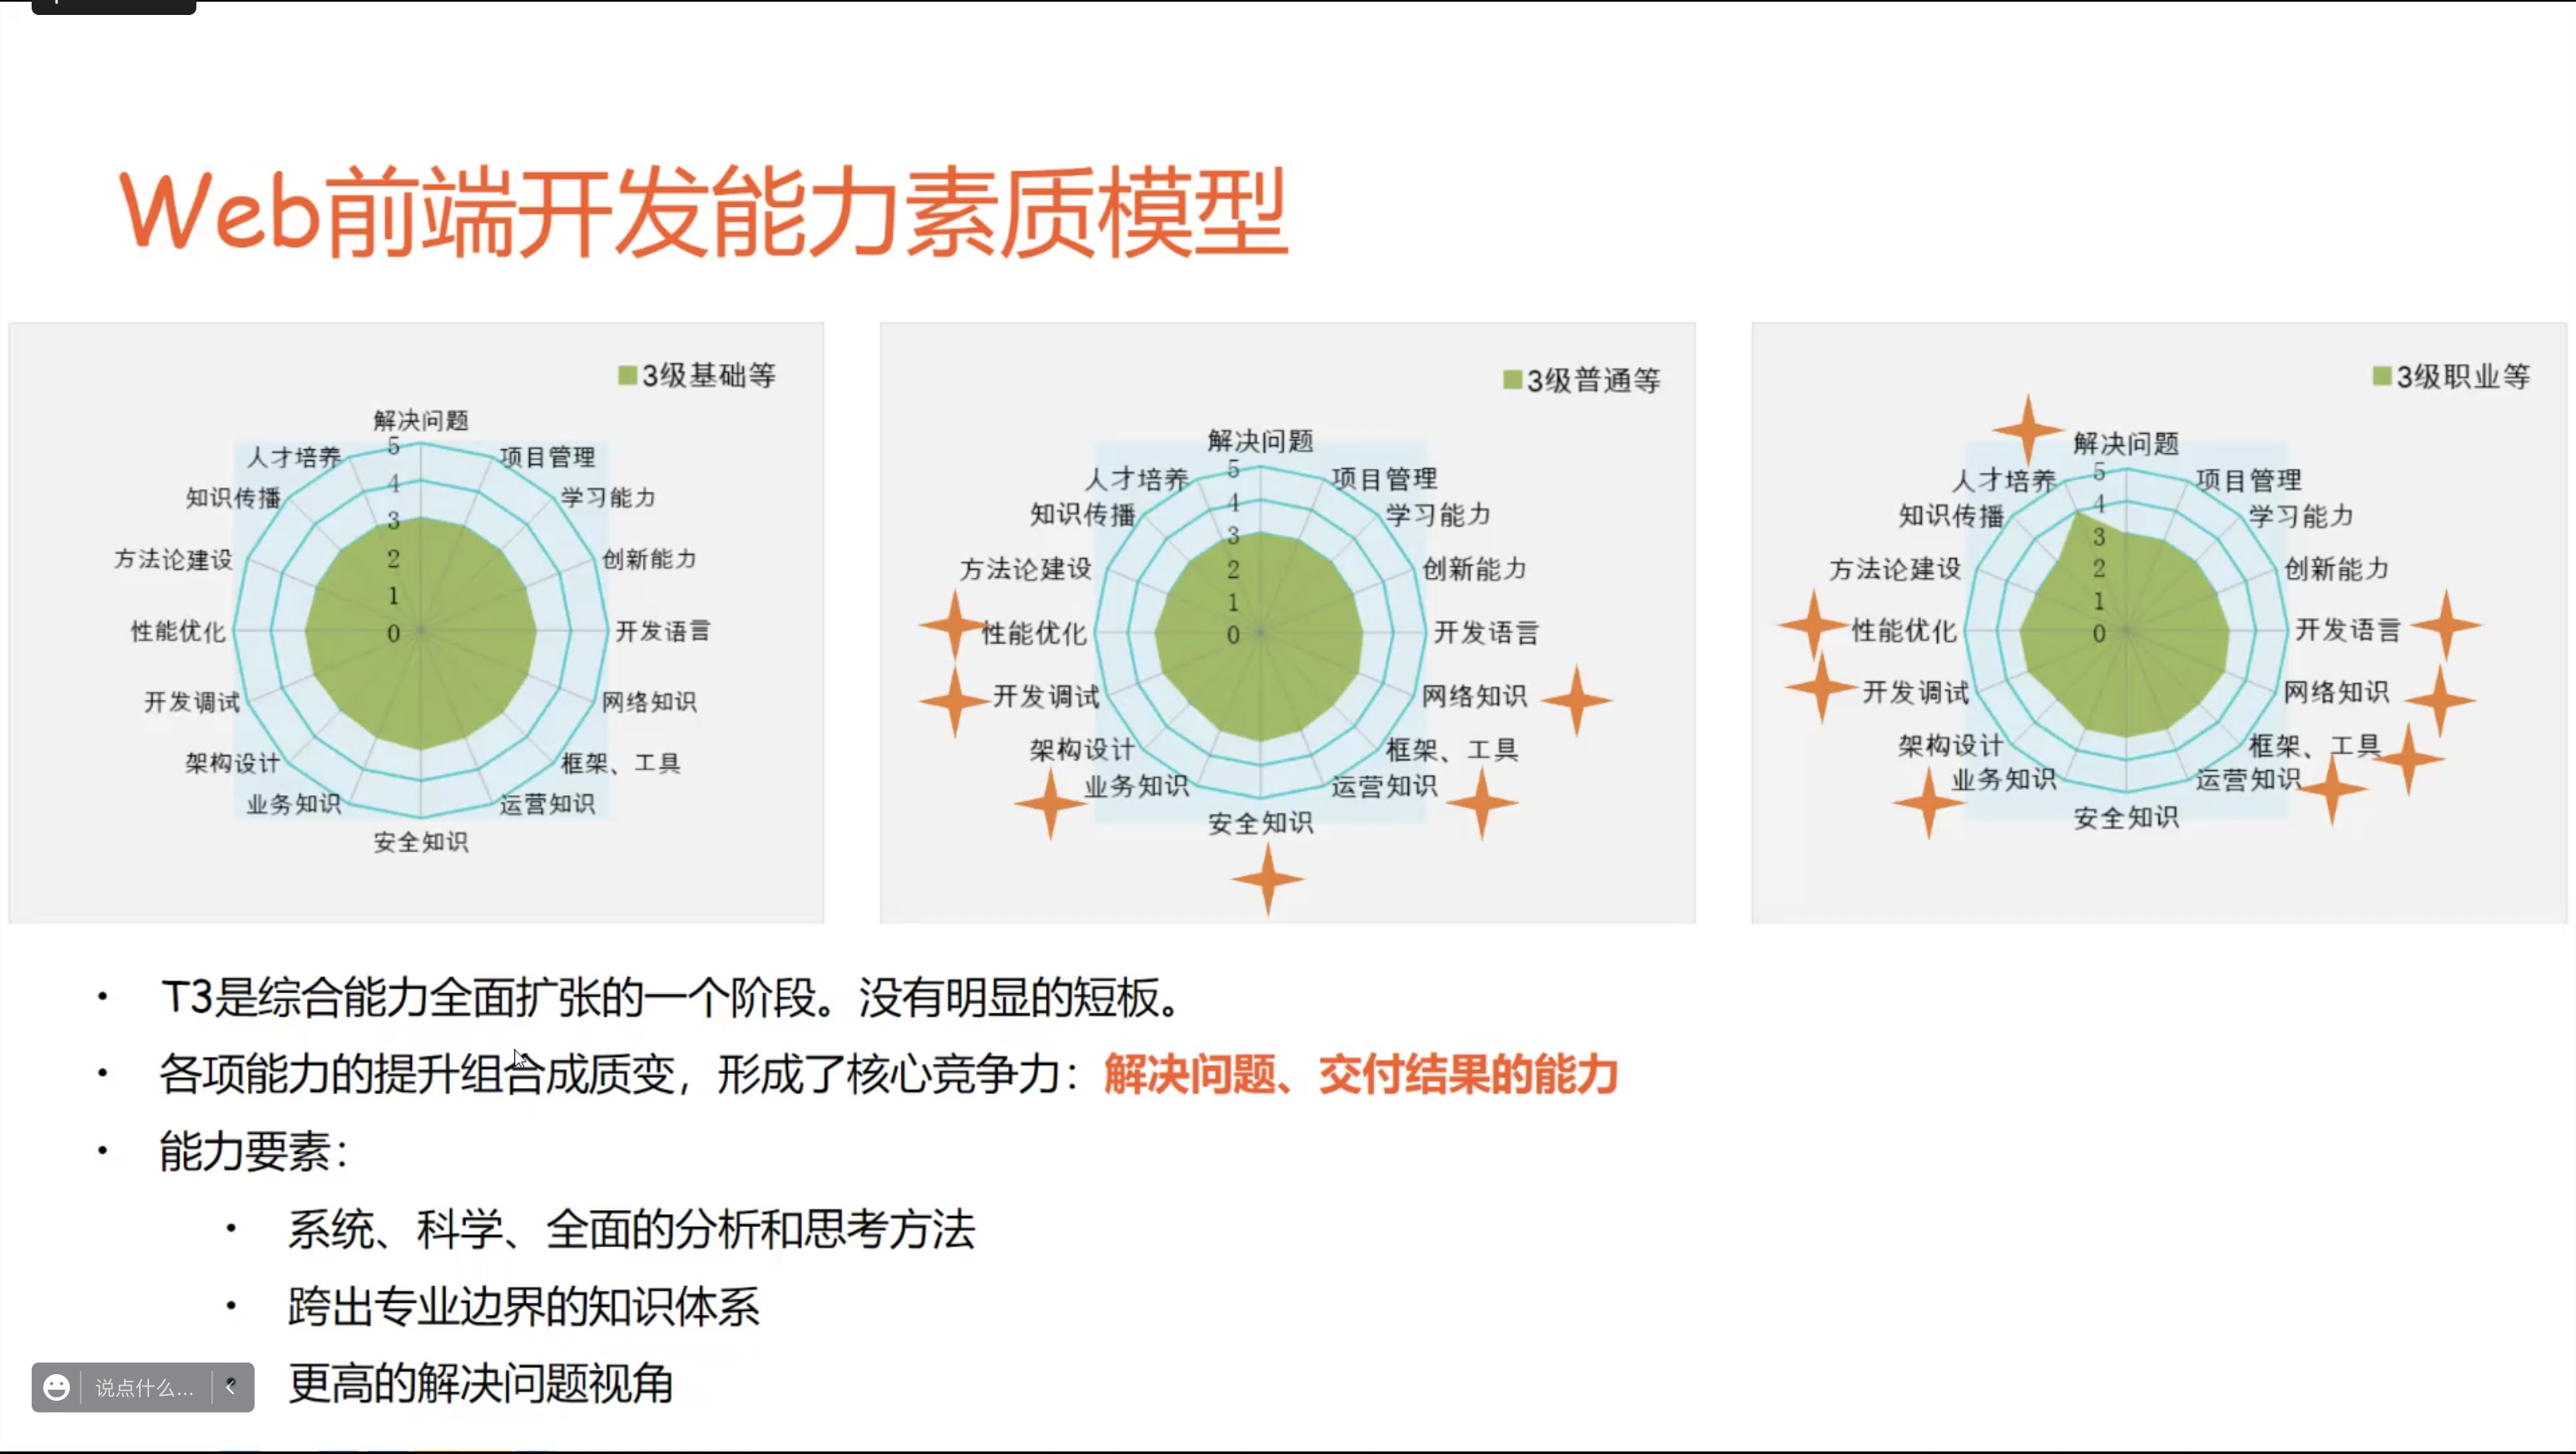 Web前端开发能力素质模型
3级基础等
解决问题
人才培养
项目管理
知识传播
学习能力
方法论建设
创新能力
性能优化
开发语言
开发调试
网络知识
架构设计
框架、工具
业务知识
运营知识
安全知识
5
4
3
2
1
0
3级普通等
解决问题
人才培养
项目管理
知识传播
学习能力
方法论建设
创新能力
性能优化
开发语言
开发调试
网络知识
架构设计
框架、工具
业务知识
运营知识
安全知识
5
4
3
2
1
0
3级职业等
解决问题
人才培养
项目管理
知识传播
学习能力
方法论建设
创新能力
性能优化
开发语言
开发调试
网络知识
架构设计
框架、工具
业务知识
运营知识
安全知识
5
4
3
2
1
0
• T3是综合能力全面扩张的一个阶段。没有明显的短板。
• 各项能力的提升组合成质变，形成了核心竞争力：解决问题、交付结果的能力
• 能力要素：
• 系统、科学、全面的分析和思考方法
• 跨出专业边界的知识体系
更高的解决问题视角
说点什么...